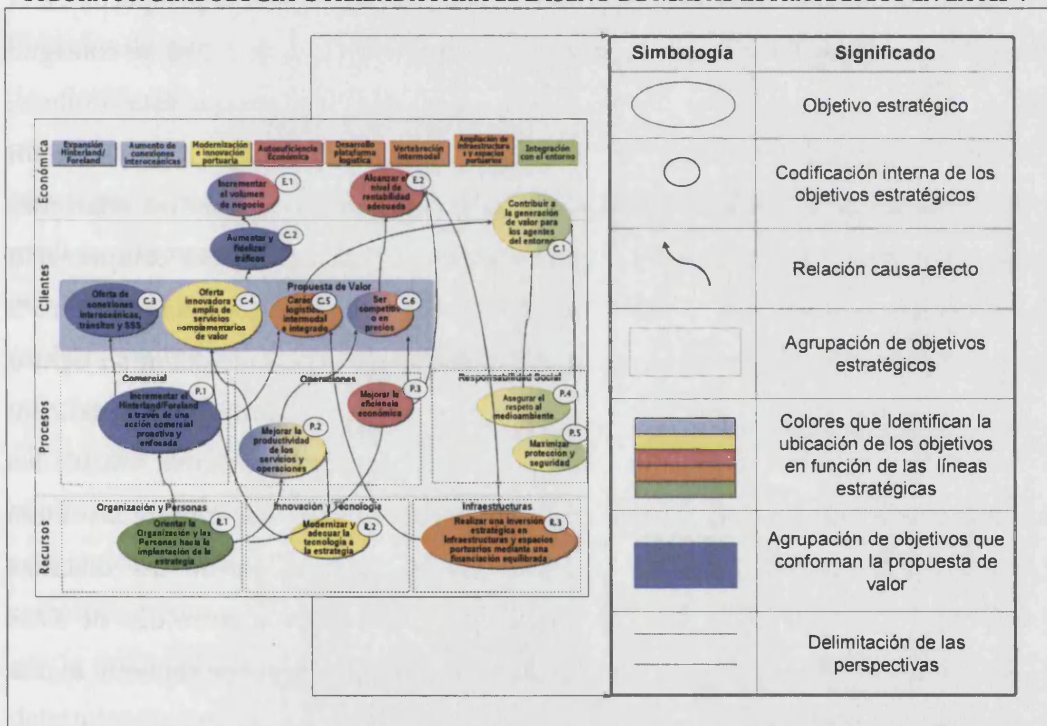 Expansión
Hinterland/
Foreland
Aumento de
conexiones
interoceánicas
Modernización
e innovación
portuaria
Autosuficiencia
Económica
Desarrollo
plataforma
logística
Vertebración
intermodal
Ampliación de
infraestructura
s y espacios
portuarios
Integración
con el entorno
Económica
Incrementar
el volumen
de negocio
E.1
Alcanzar el
nivel de
rentabilidad
adecuada
E.2
Clientes
Aumentar y
fidelizar
tráficos
C.2
Contribuir a
la generación
de valor para
los agentes
del entorno
C.1
Propuesta de Valor
Oferta de
conexiones
interoceánicas,
tránsitos y SSS
C.3
Oferta
innovadora y
amplia de
servicios
complementarios
de valor
C.4
logístico
intermodal
e integrado
C.5
Ser
en
precios
C.6
Procesos
Comercial
Incrementar el
Hinterland/Foreland
a través de una
acción comercial
proactiva y
enfocada
P.1
Operaciones
Mejorar la
productividad
de los
servicios y
operaciones
P.2
Mejorar la
eficiencia
económica
P.3
Responsabilidad Social
Asegurar el
respeto al
medioambiente
P.4
Maximizar
protección y
seguridad
P.5
Recursos
Organización y Personas
Orientar la
Organización y las
Personas hacia la
implantación de la
estrategia
R.1
Innovación y Tecnología
Modernizar y
adecuar la
tecnología a
la estrategia
R.2
Infraestructuras
Realizar una inversión
estratégica en
Infraestructuras y espacios
portuarios mediante una
financiación equilibrada
R.3
Simbología Significado
Objetivo estratégico
Codificación interna de los
objetivos estratégicos
Relación causa-efecto
Agrupación de objetivos
estratégicos
Colores que Identifican la
ubicación de los objetivos
en función de las líneas
estratégicas
Agrupación de objetivos que
conforman la propuesta de
valor
Delimitación de las
perspectivas